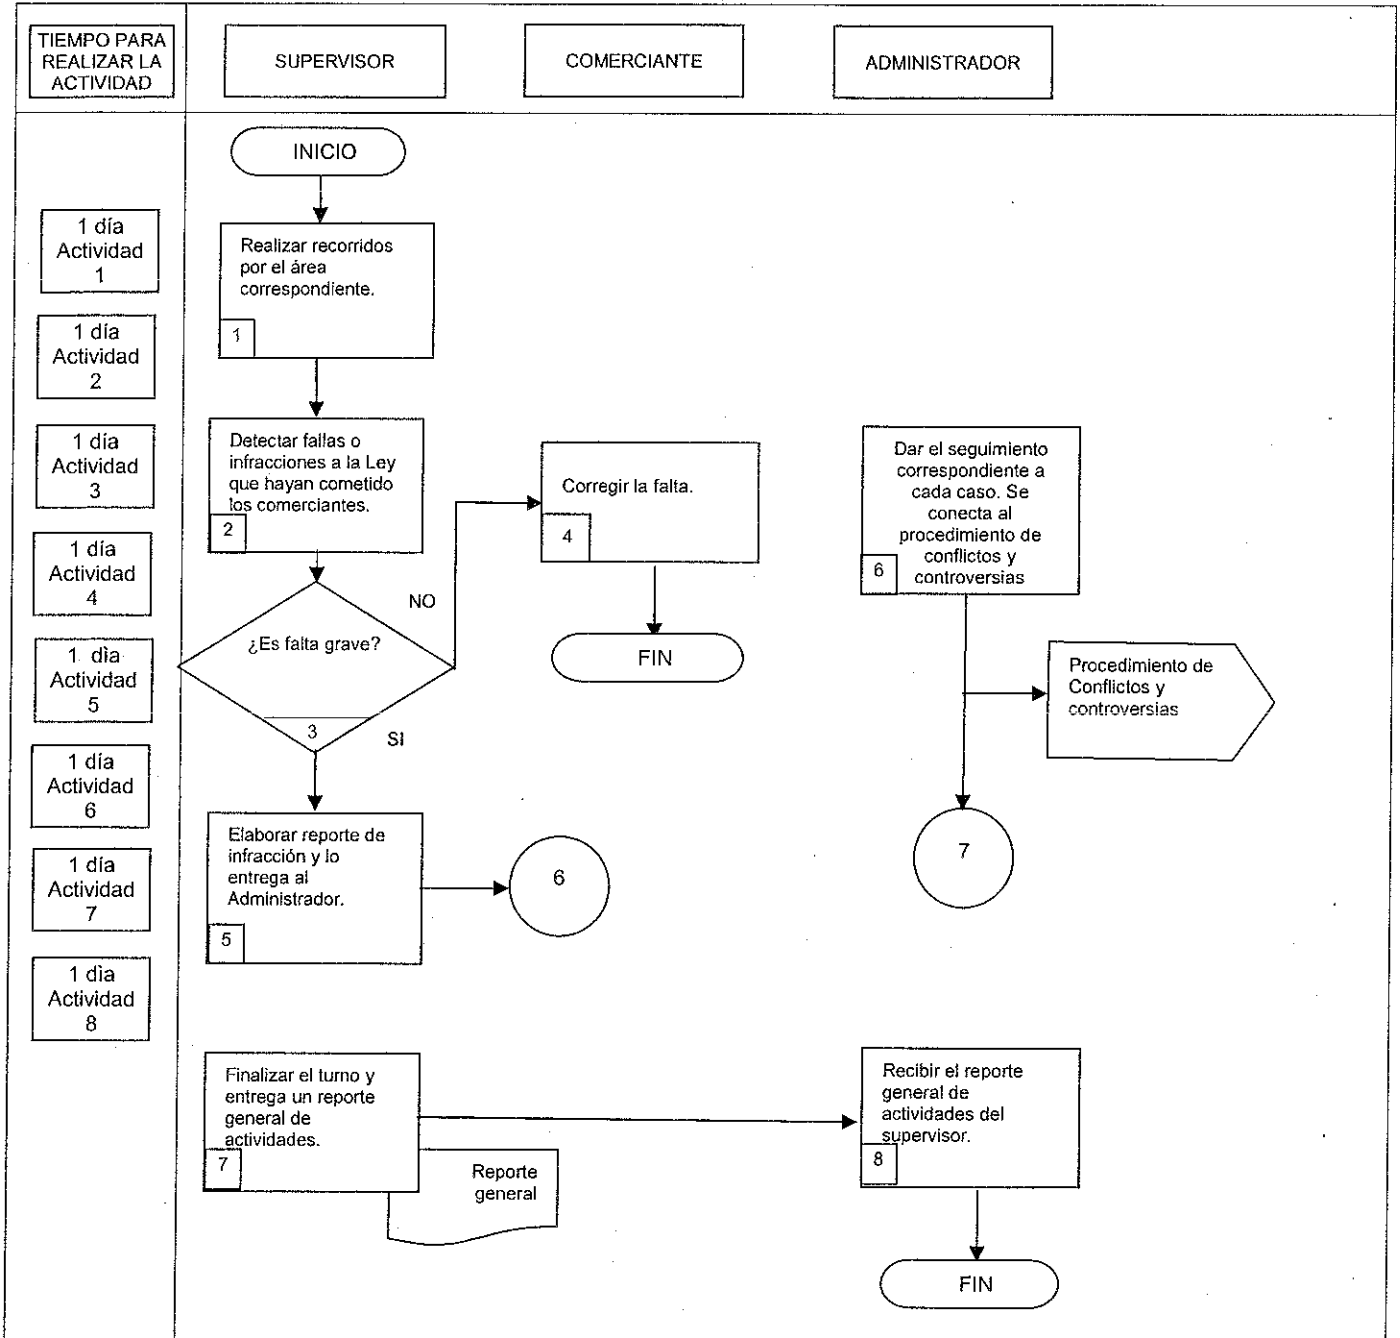 TIEMPO PARA
REALIZAR LA
ACTIVIDAD
SUPERVISOR
COMERCIANTE
ADMINISTRADOR
INICIO
1 día
Actividad
1
Realizar recorridos
por el área
correspondiente.
1
1 día
Actividad
2
1 día
Actividad
3
Detectar fallas o
infracciones a la Ley
que hayan cometido
los comerciantes.
2
Corregir la falta.
4
Dar el seguimiento
correspondiente a
cada caso. Se
conecta al
procedimiento de
conflictos y
controversias
6
1 día
Actividad
4
NO
¿Es falta grave?
3
SI
FIN
1 día
Actividad
5
Procedimiento de
Conflictos y
controversias
1 día
Actividad
6
Elaborar reporte de
infracción y lo
entrega al
Administrador.
5
6
7
1 día
Actividad
7
1 día
Actividad
8
Finalizar el turno y
entrega un reporte
general de
actividades.
7
Reporte
general
Recibir el reporte
general de
actividades del
supervisor.
8
FIN